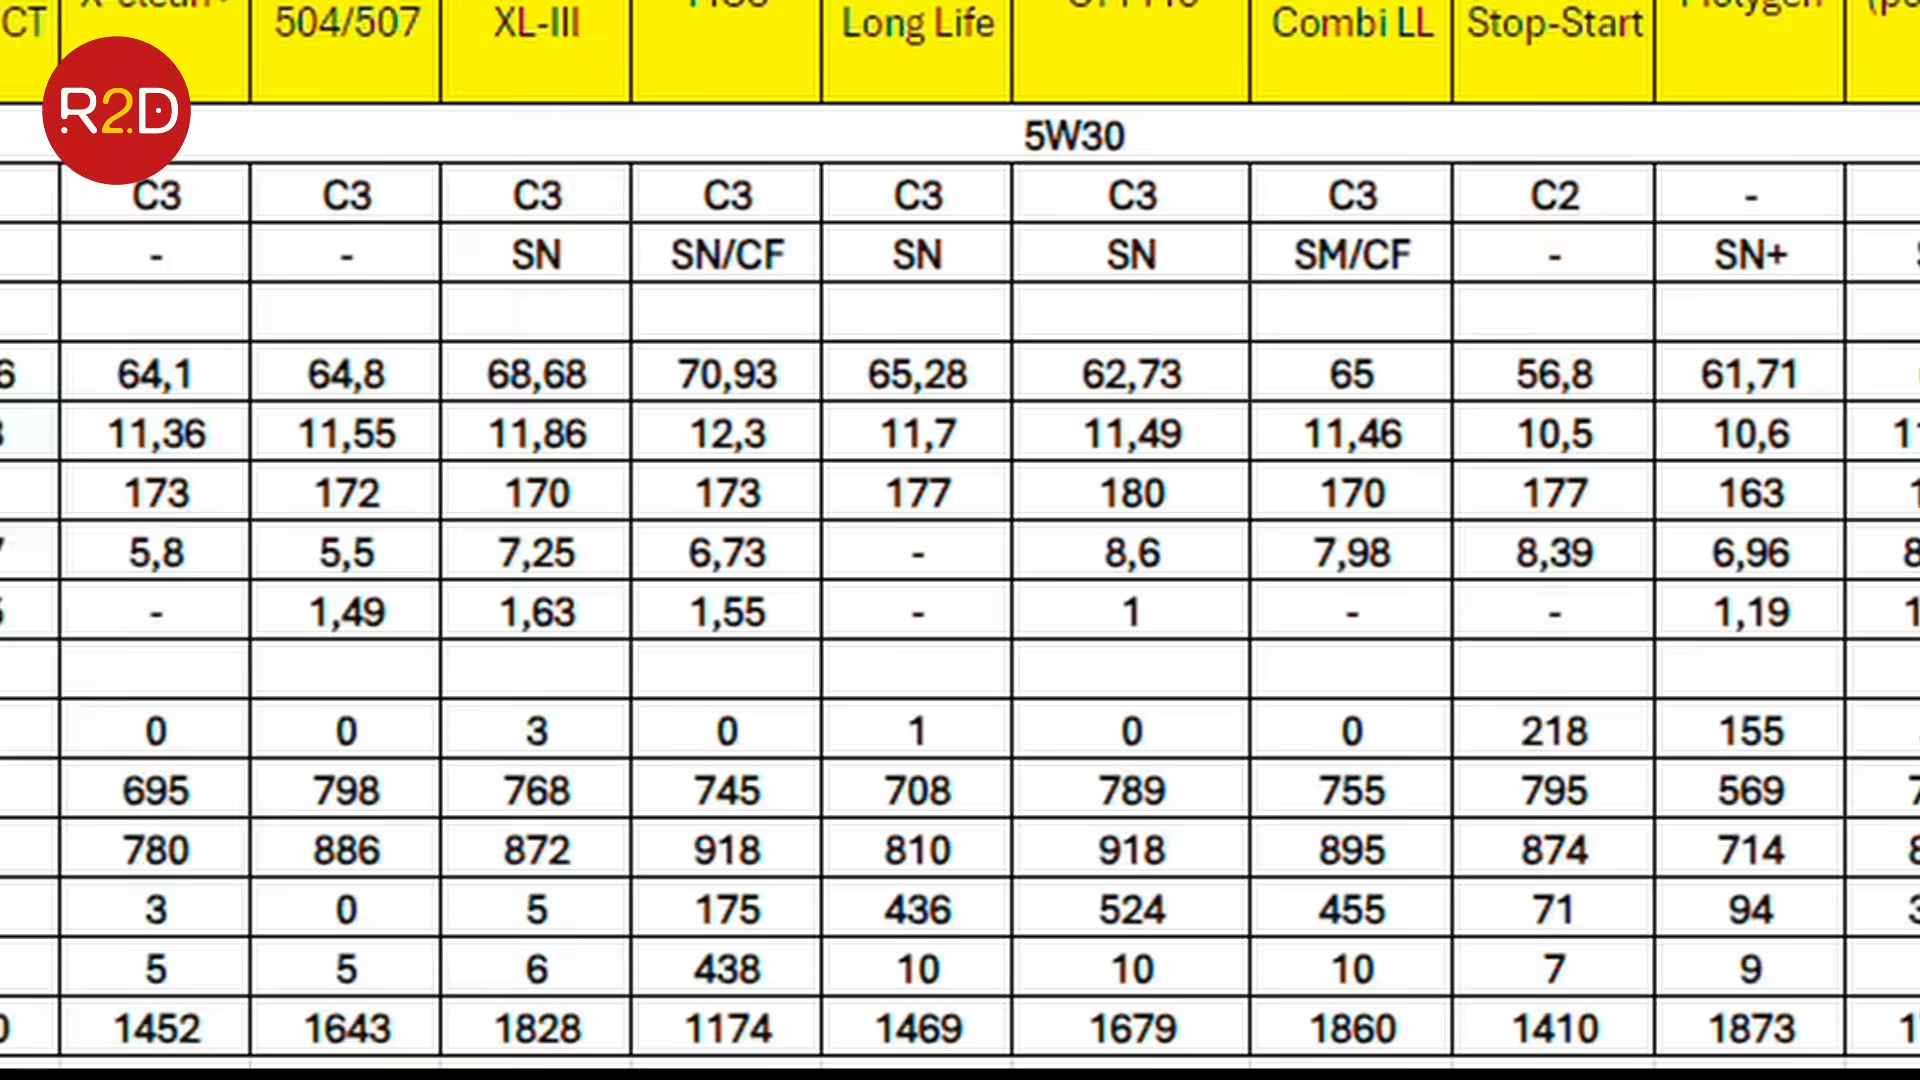 CT 504/507 XL-III Long Life Combi LL Stop-Start
R2D
5W30
C3 C3 C3 C3 C3 C3 C3 C2 -
- - SN SN/CF SN SN SM/CF - SN+
64,1 64,8 68,68 70,93 65,28 62,73 65 56,8 61,71
11,36 11,55 11,86 12,3 11,7 11,49 11,46 10,5 10,6
173 172 170 173 177 180 170 177 163
5,8 5,5 7,25 6,73 - 8,6 7,98 8,39 6,96
- 1,49 1,63 1,55 - 1 - - 1,19
0 0 3 0 1 0 0 218 155
695 798 768 745 708 789 755 795 569
780 886 872 918 810 918 895 874 714
3 0 5 175 436 524 455 71 94
5 5 6 438 10 10 10 7 9
1452 1643 1828 1174 1469 1679 1860 1410 1873